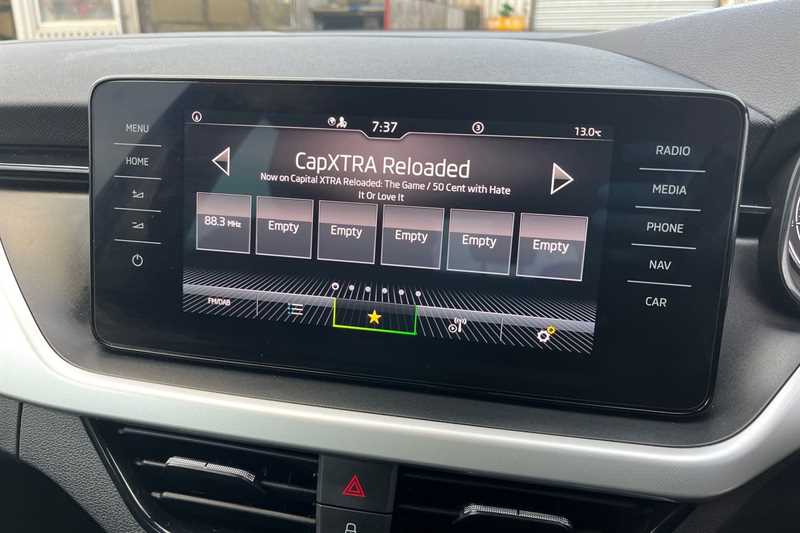 7:37
3
13.0°C
MENU
HOME
RADIO
MEDIA
PHONE
NAV
CAR
CapXTRA Reloaded
Now on Capital XTRA Reloaded: The Game / 50 Cent with Hate
It Or Love It
88.3 MHz
Empty
Empty
Empty
Empty
Empty
FM/DAB